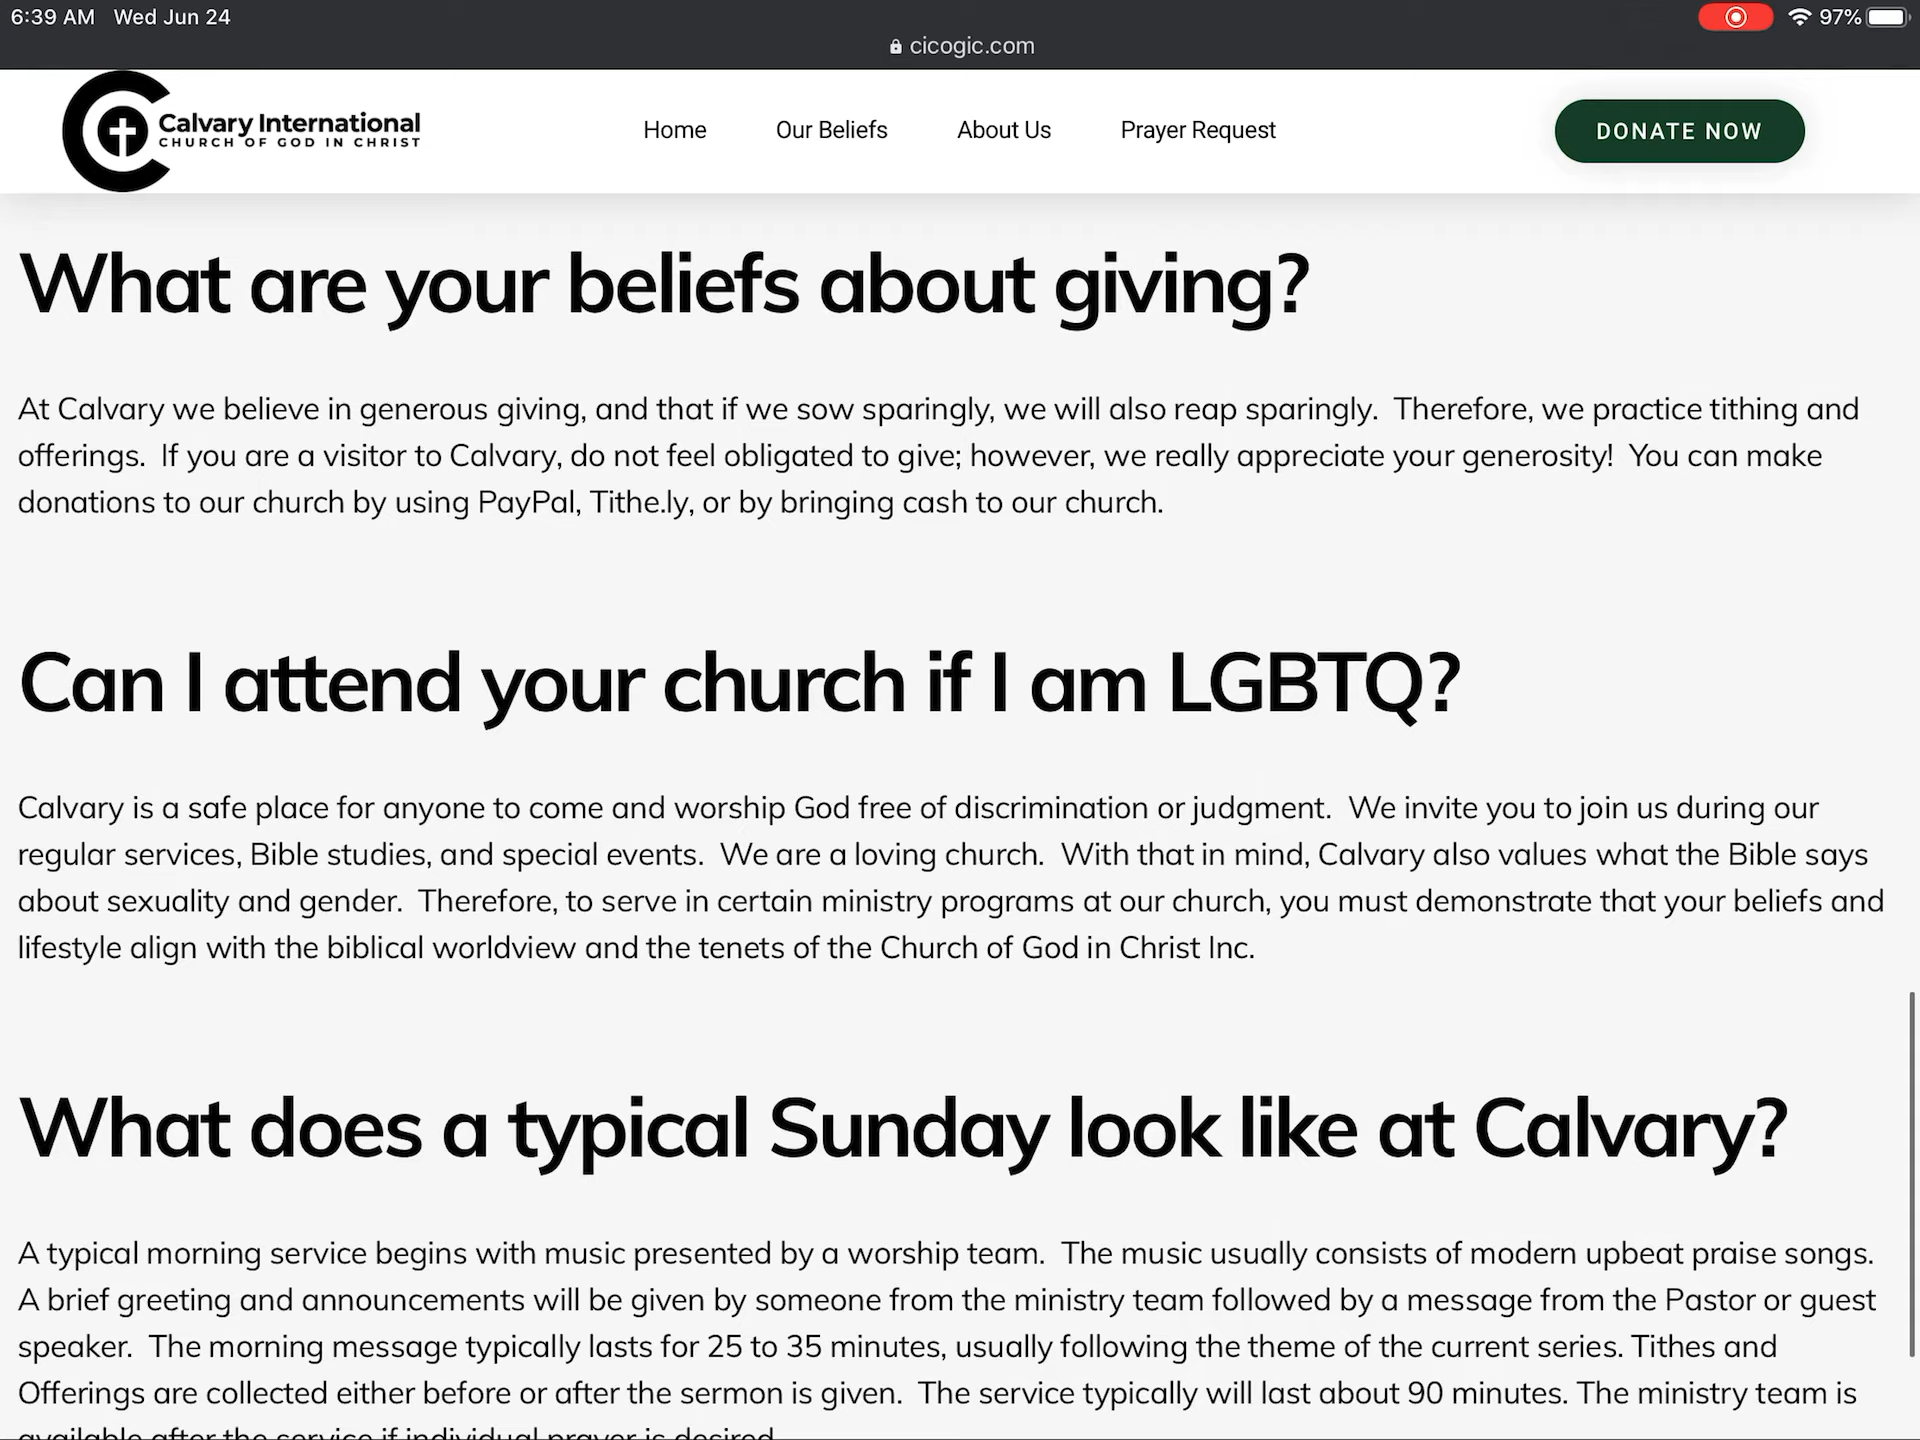 6:39 AM Wed Jun 24
97%
cicogic.com
Calvary International
CHURCH OF GOD IN CHRIST
Home Our Beliefs About Us Prayer Request
DONATE NOW
What are your beliefs about giving?
At Calvary we believe in generous giving, and that if we sow sparingly, we will also reap sparingly. Therefore, we practice tithing and
offerings. If you are a visitor to Calvary, do not feel obligated to give; however, we really appreciate your generosity! You can make
donations to our church by using PayPal, Tithe.ly, or by bringing cash to our church.
Can I attend your church if I am LGBTQ?
Calvary is a safe place for anyone to come and worship God free of discrimination or judgment. We invite you to join us during our
regular services, Bible studies, and special events. We are a loving church. With that in mind, Calvary also values what the Bible says
about sexuality and gender. Therefore, to serve in certain ministry programs at our church, you must demonstrate that your beliefs and
lifestyle align with the biblical worldview and the tenets of the Church of God in Christ Inc.
What does a typical Sunday look like at Calvary?
A typical morning service begins with music presented by a worship team. The music usually consists of modern upbeat praise songs.
A brief greeting and announcements will be given by someone from the ministry team followed by a message from the Pastor or guest
speaker. The morning message typically lasts for 25 to 35 minutes, usually following the theme of the current series. Tithes and
Offerings are collected either before or after the sermon is given. The service typically will last about 90 minutes. The ministry team is
available after the service if individual prayer is desired